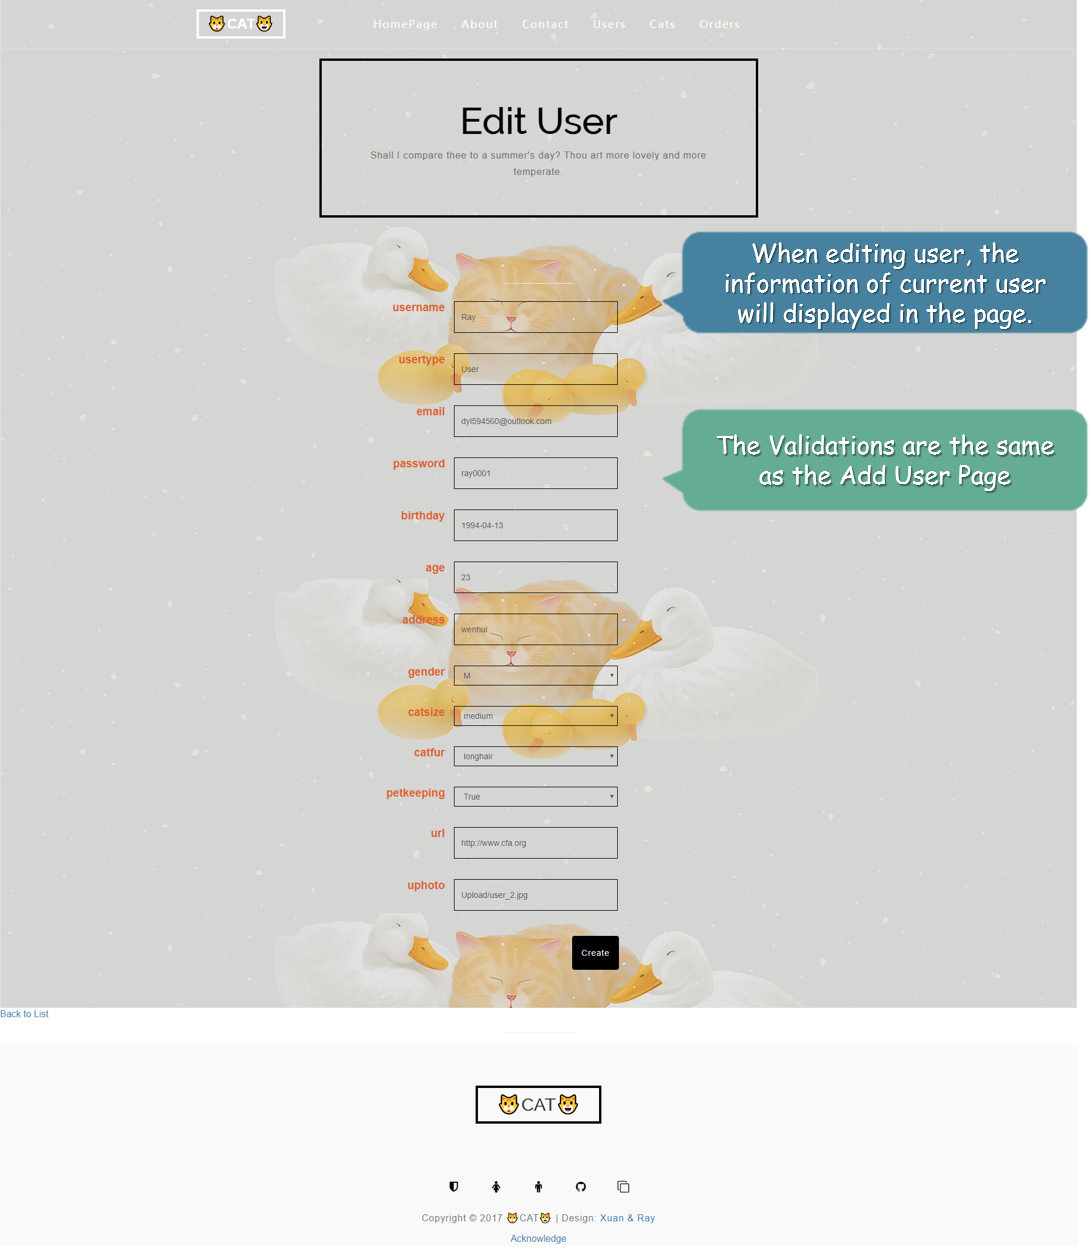 CAT
HomePage About Contact Users Cats Orders
Edit User
Shall I compare thee to a summer's day? Thou art more lovely and more
temperate.
When editing user, the
information of current user
will displayed in the page.
username Ray
usertype User
email dyl594560@outlook.com
The Validations are the same
as the Add User Page
password ray0001
birthday 1994-04-13
age 23
address wenhui
gender M
catsize medium
catfur longhair
petkeeping True
url http://www.cfa.org
uphoto Upload/user_2.jpg
Create
Back to List
CAT
Copyright © 2017 CAT | Design: Xuan & Ray
Acknowledge